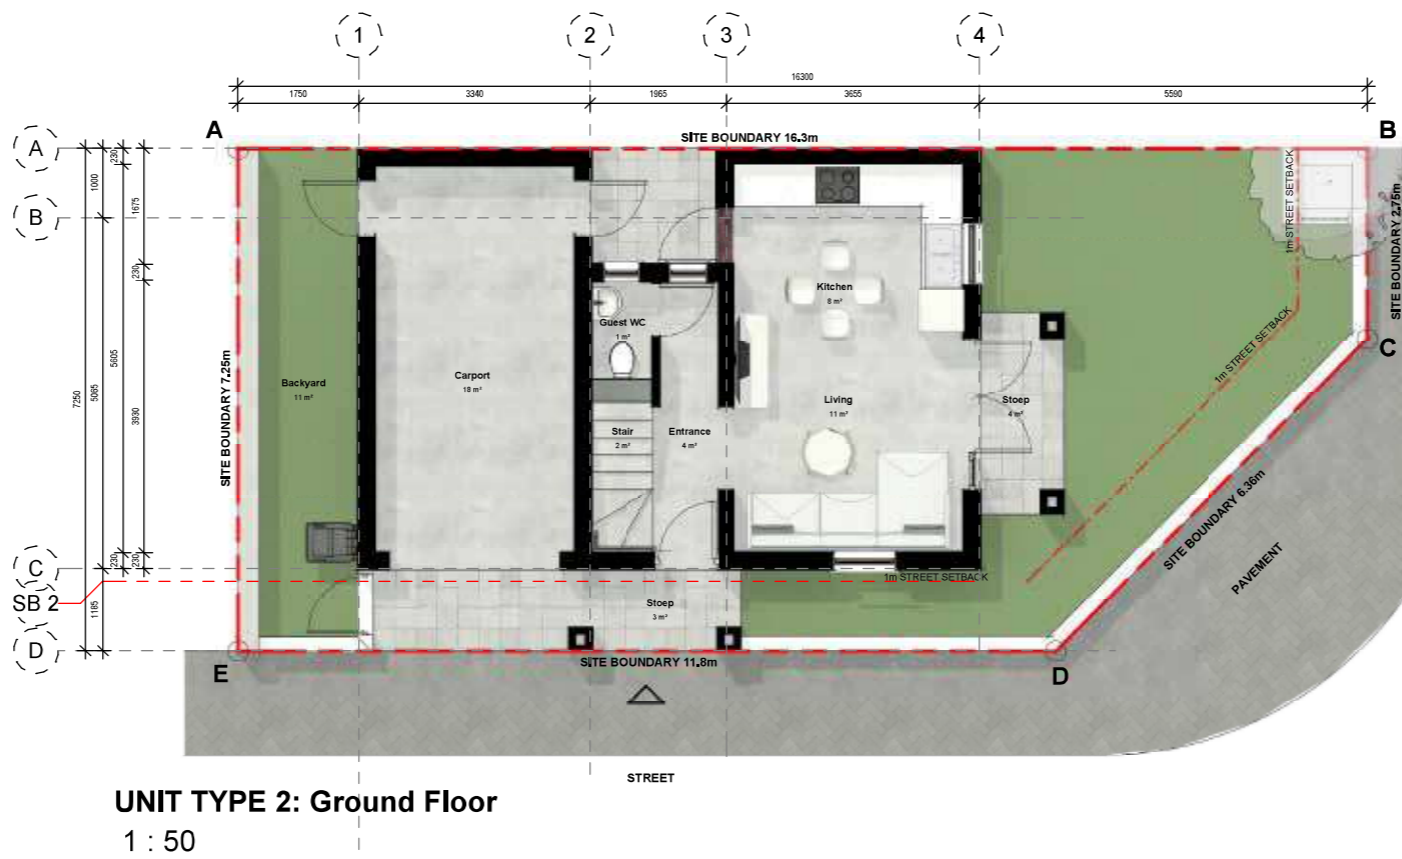 1
2
3
4
16300
1750
3340
1965
3655
5590
A
SITE BOUNDARY 16.3m
B
A
B
C
SB 2
D
7250
1000
5065
1185
230
5605
230
1675
230
3930
230
SITE BOUNDARY 7.25m
1m STREET SETBACK
SITE BOUNDARY 2.75m
Kitchen
8 m²
Guest WC
1 m²
1m STREET SETBACK
C
Backyard
11 m²
Carport
18 m²
Living
11 m²
Stoep
4 m²
Stair
2 m²
Entrance
4 m²
SITE BOUNDARY 6.36m
PAVEMENT
1m STREET SETBACK
Stoep
3 m²
E
SITE BOUNDARY 11.8m
D
STREET
UNIT TYPE 2: Ground Floor
1 : 50